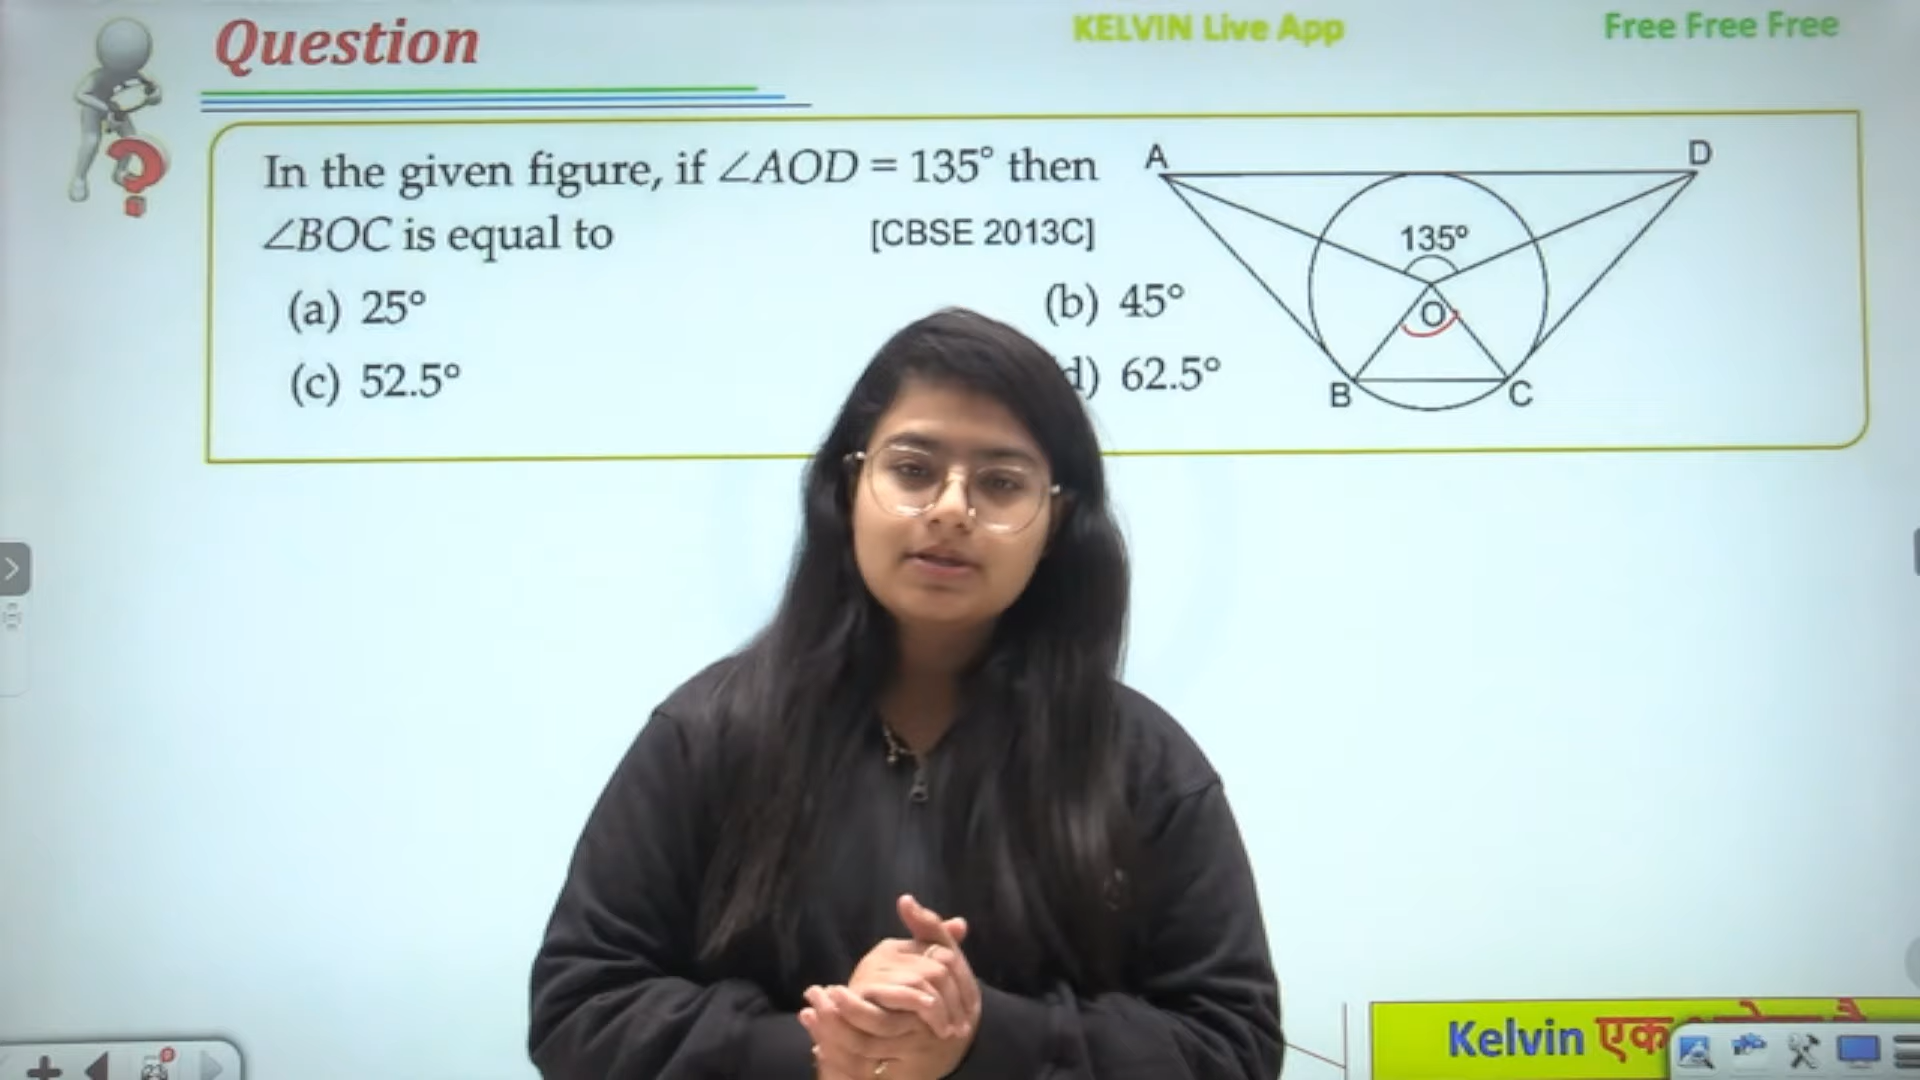 Question
KELVIN Live App
Free Free Free
In the given figure, if ∠AOD = 135° then
∠BOC is equal to
[CBSE 2013C]
(a) 25°
(b) 45°
(c) 52.5°
d) 62.5°
A
D
135°
O
B
C
Kelvin एक
23